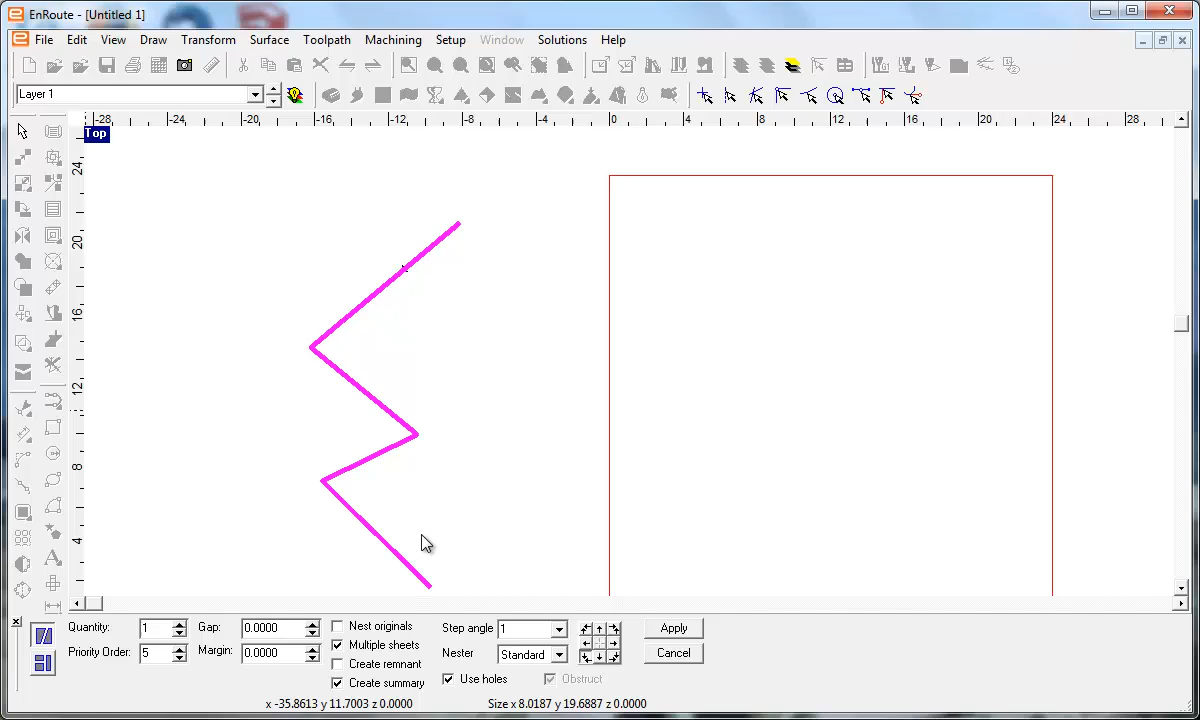 EnRoute - [Untitled 1]
File Edit View Draw Transform Surface Toolpath Machining Setup Window Solutions Help
Layer 1
-28 -24 -20 -16 -12 -8 -4 0 4 8 12 16 20 24 28
Top
24
20
16
12
8
4
Quantity: 1 Gap: 0.0000 Nest originals Step angle 1 Apply
Multiple sheets
Priority Order: 5 Margin: 0.0000 Create remnant Nester Standard Cancel
Create summary Use holes Obstruct
x -35.8613 y 11.7003 z 0.0000 Size x 8.0187 y 19.6887 z 0.0000